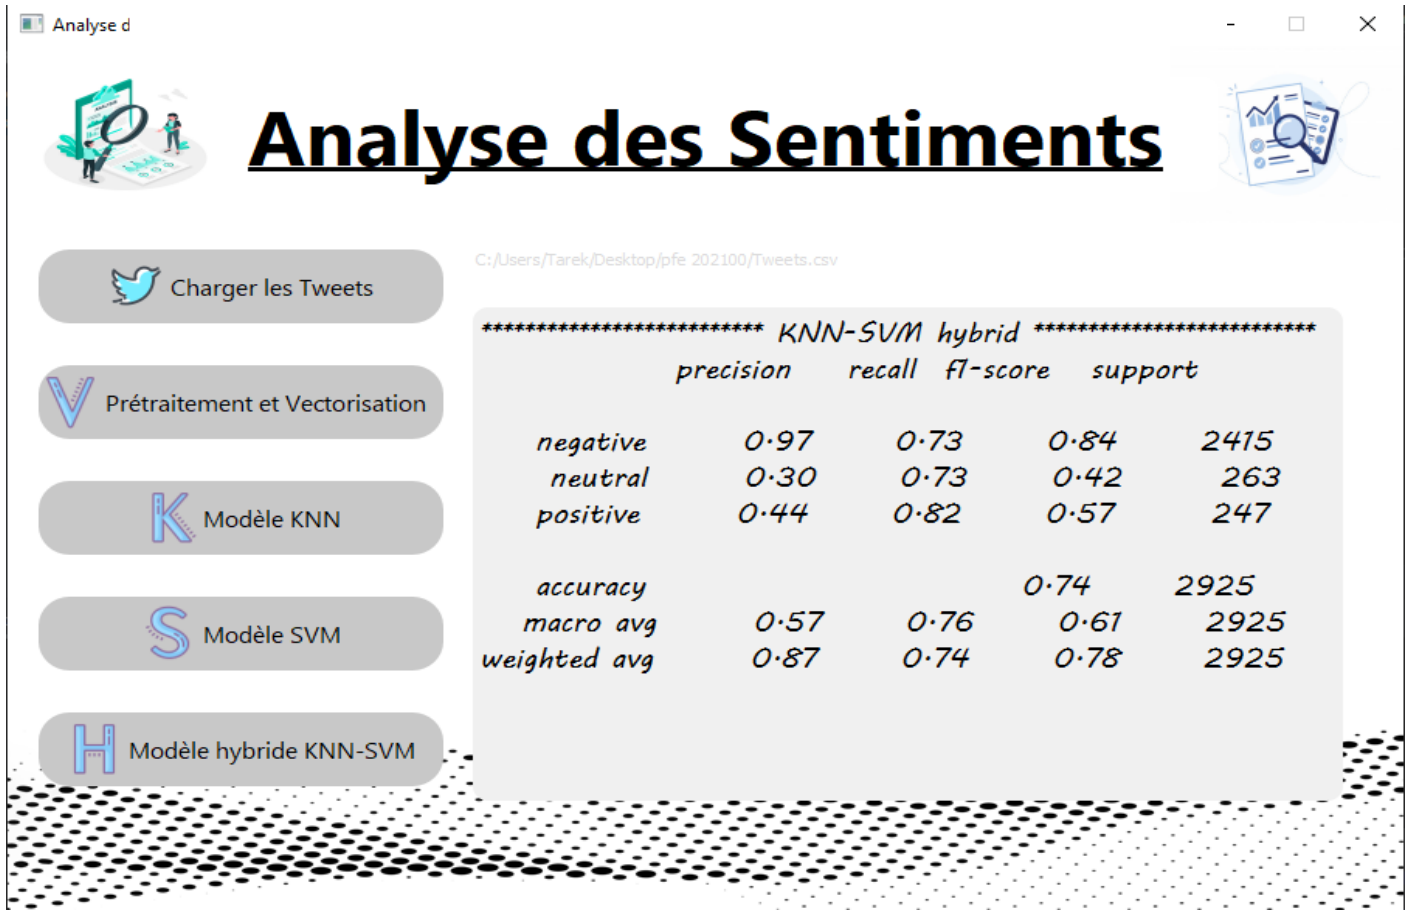 Analyse d
Analyse des Sentiments
Charger les Tweets
Prétraitement et Vectorisation
Modèle KNN
Modèle SVM
Modèle hybride KNN-SVM
C:/Users/Tarek/Desktop/pfe 202100/Tweets.csv
************************** KNN-SVM hybrid **************************
precision recall f1-score support
negative 0.97 0.73 0.84 2415
neutral 0.30 0.73 0.42 263
positive 0.44 0.82 0.57 247
accuracy 0.74 2925
macro avg 0.57 0.76 0.61 2925
weighted avg 0.87 0.74 0.78 2925